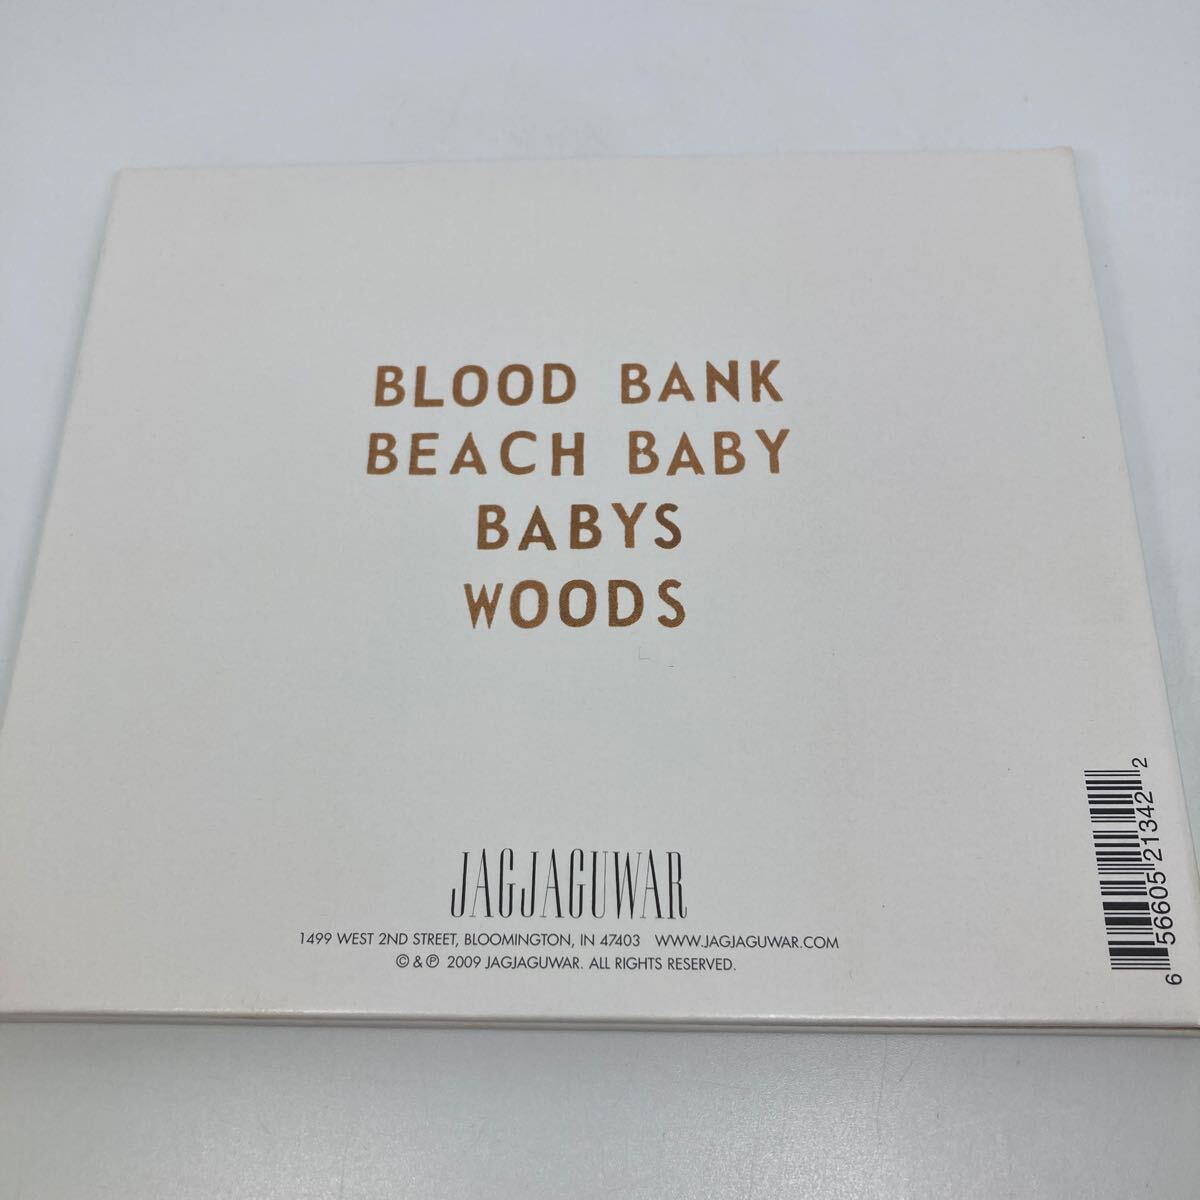 BLOOD BANK
BEACH BABY
BABYS
WOODS
JAGJAGUWAR
1499 WEST 2ND STREET, BLOOMINGTON, IN 47403 WWW.JAGJAGUWAR.COM
© & ℗ 2009 JAGJAGUWAR. ALL RIGHTS RESERVED.
6 56605 21342 2